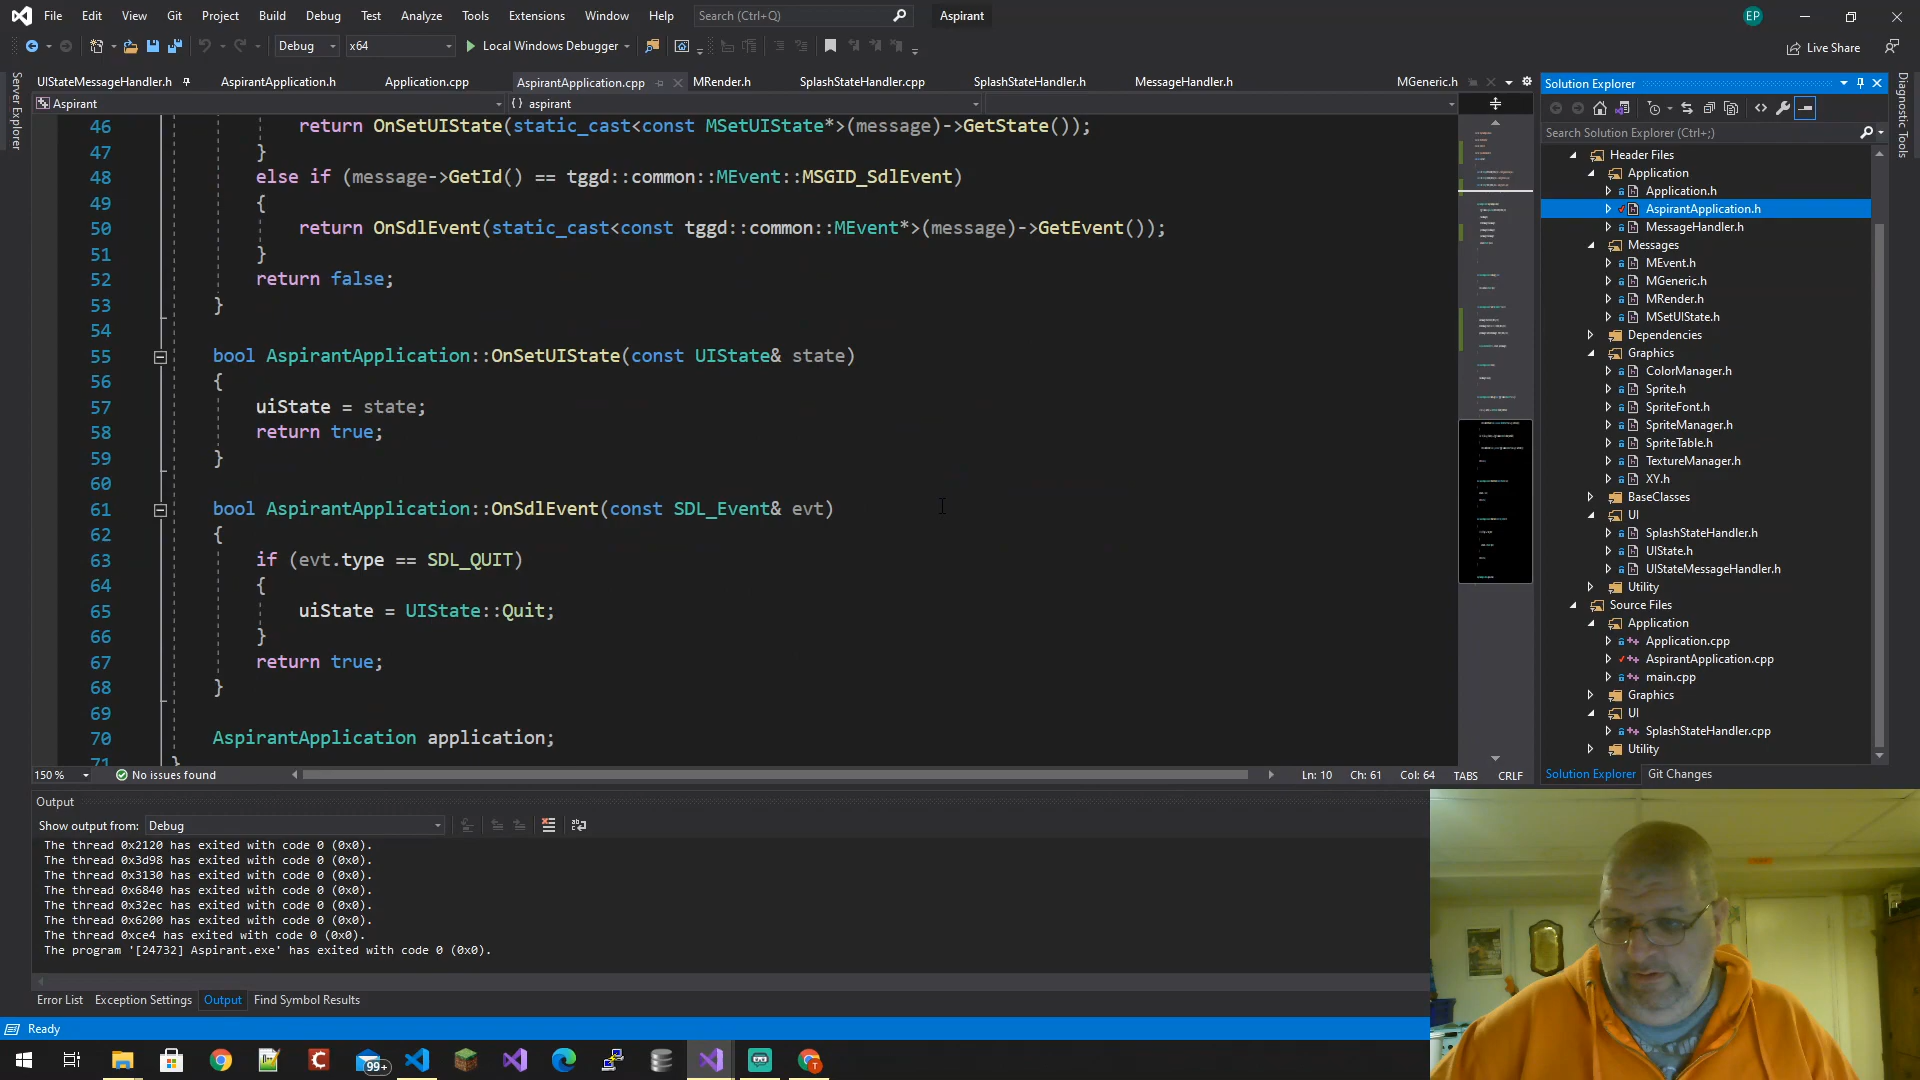 File Edit View Git Project Build Debug Test Analyze Tools Extensions Window Help Search (Ctrl+Q) Aspirant EP
Debug x64 Local Windows Debugger Live Share
UIStateMessageHandler.h AspirantApplication.h Application.cpp AspirantApplication.cpp MRender.h SplashStateHandler.cpp SplashStateHandler.h MessageHandler.h MGeneric.h
Aspirant {} aspirant
46 return OnSetUIState(static_cast<const MSetUIState*>(message)->GetState());
47 }
48 else if (message->GetId() == tggd::common::MEvent::MSGID_SdlEvent)
49 {
50 return OnSdlEvent(static_cast<const tggd::common::MEvent*>(message)->GetEvent());
51 }
52 return false;
53 }
54
55 bool AspirantApplication::OnSetUIState(const UIState& state)
56 {
57 uiState = state;
58 return true;
59 }
60
61 bool AspirantApplication::OnSdlEvent(const SDL_Event& evt)
62 {
63 if (evt.type == SDL_QUIT)
64 {
65 uiState = UIState::Quit;
66 }
67 return true;
68 }
69
70 AspirantApplication application;
71 }
150 % No issues found Ln: 10 Ch: 61 Col: 64 TABS CRLF
Output
Show output from: Debug
The thread 0x2120 has exited with code 0 (0x0).
The thread 0x3d98 has exited with code 0 (0x0).
The thread 0x3130 has exited with code 0 (0x0).
The thread 0x6840 has exited with code 0 (0x0).
The thread 0x32ec has exited with code 0 (0x0).
The thread 0x6200 has exited with code 0 (0x0).
The thread 0xce4 has exited with code 0 (0x0).
The program '[24732] Aspirant.exe' has exited with code 0 (0x0).
Error List Exception Settings Output Find Symbol Results
Ready
99+
Server Explorer
Solution Explorer
Search Solution Explorer (Ctrl+;)
Header Files
Application
Application.h
AspirantApplication.h
MessageHandler.h
Messages
MEvent.h
MGeneric.h
MRender.h
MSetUIState.h
Dependencies
Graphics
ColorManager.h
Sprite.h
SpriteFont.h
SpriteManager.h
SpriteTable.h
TextureManager.h
XY.h
BaseClasses
UI
SplashStateHandler.h
UIState.h
UIStateMessageHandler.h
Utility
Source Files
Application
Application.cpp
AspirantApplication.cpp
main.cpp
Graphics
UI
SplashStateHandler.cpp
Utility
Solution Explorer Git Changes
Diagnostic Tools